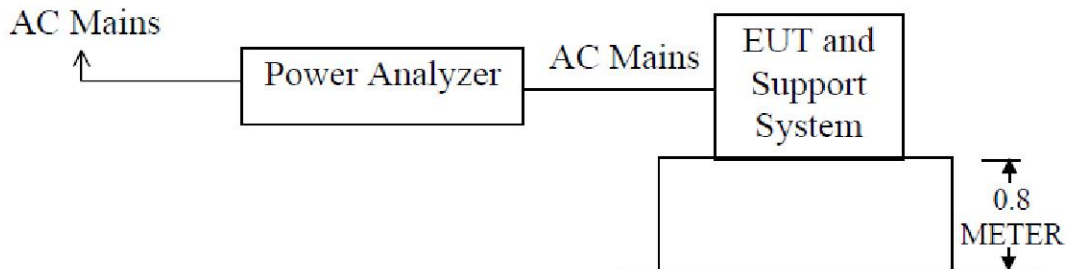 AC Mains
Power Analyzer
AC Mains
EUT and
Support
System
0.8
METER